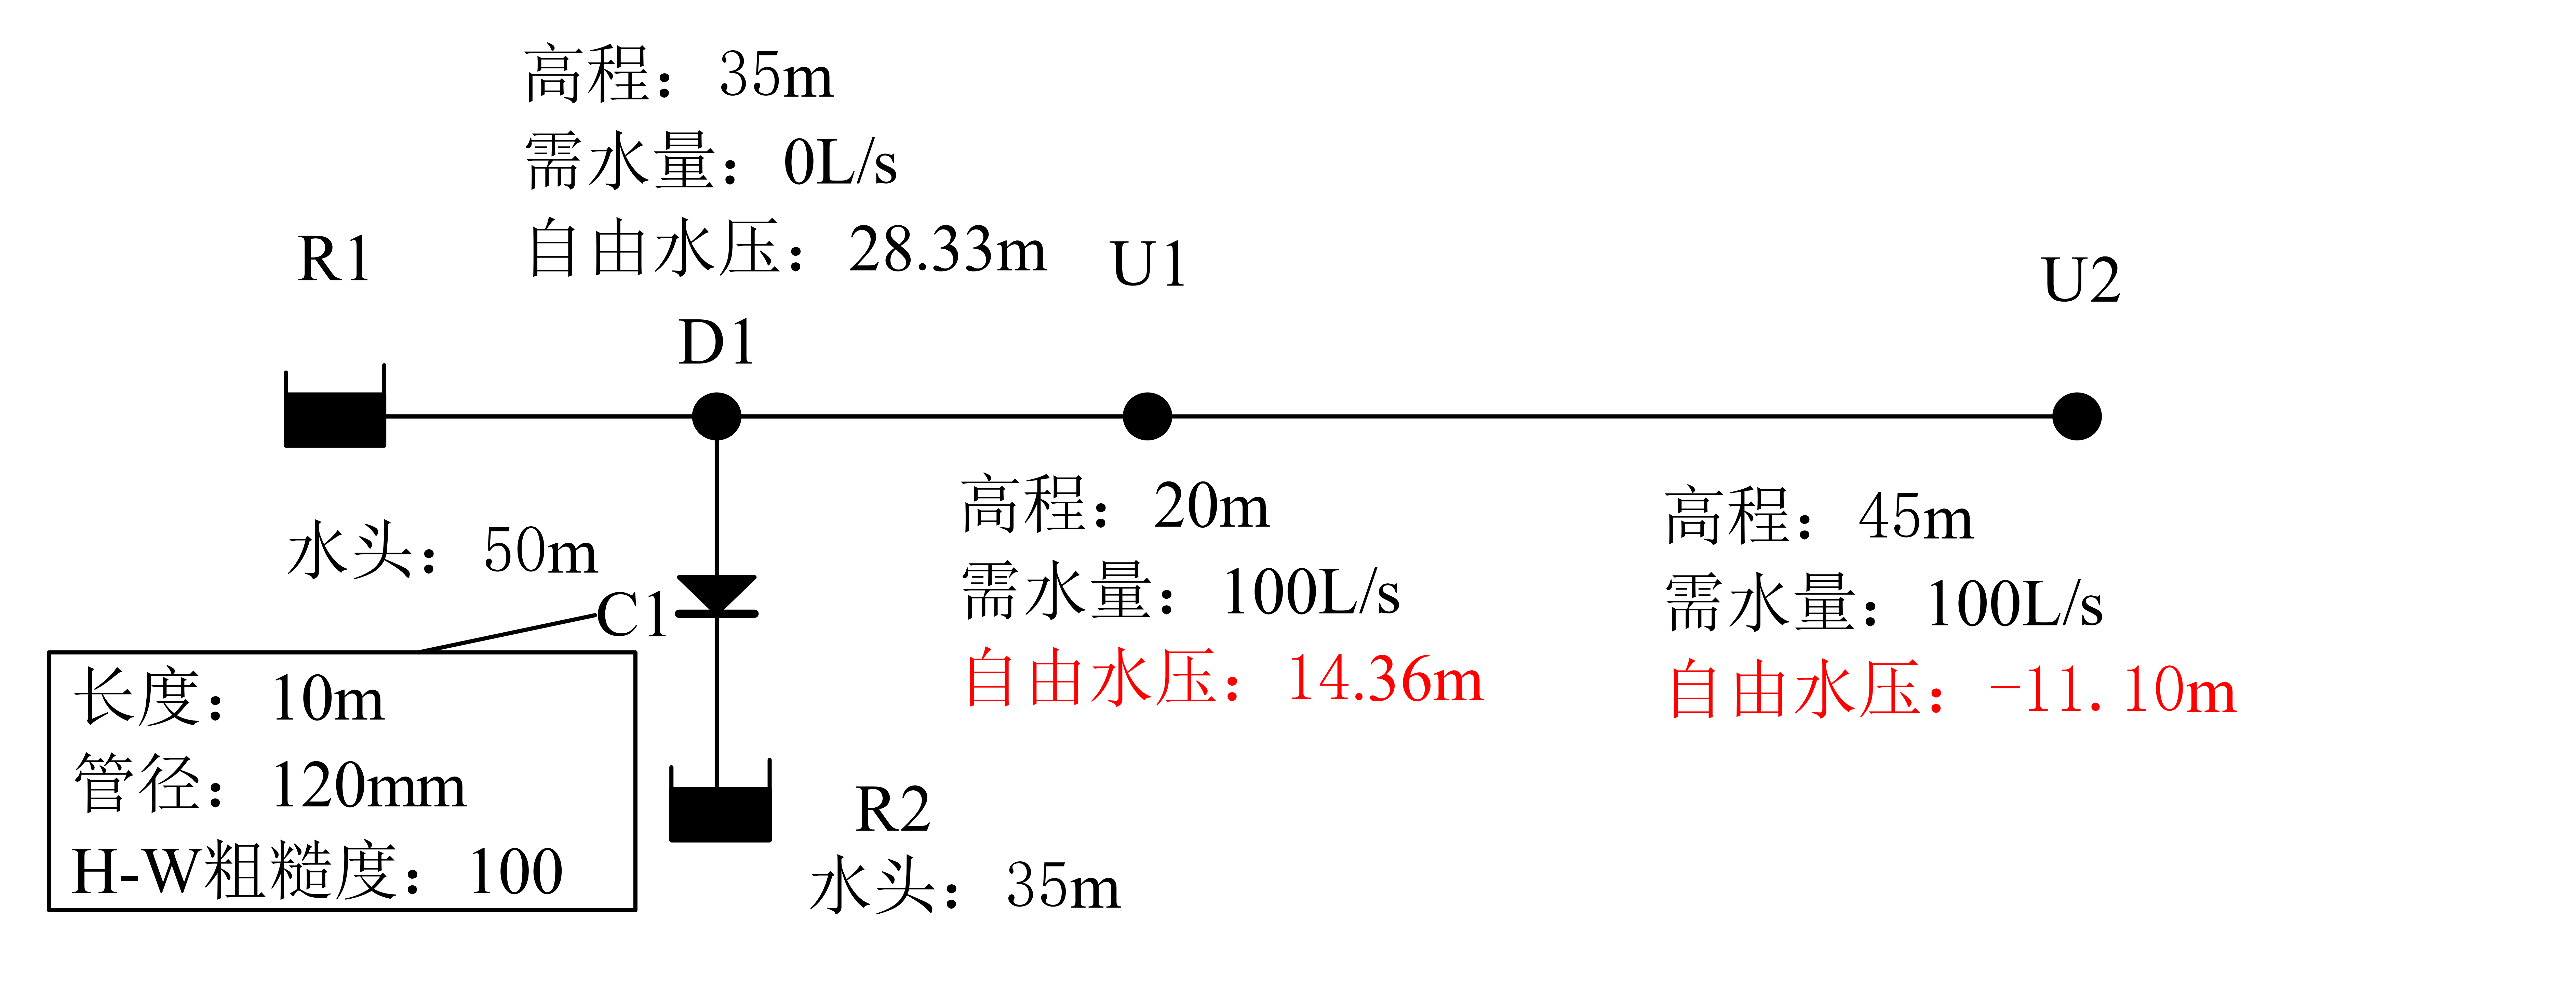 高程：35m
需水量：0L/s
自由水压：28.33m
R1
D1
U1
U2
水头：50m
C1
长度：10m
管径：120mm
H-W粗糙度：100
高程：20m
需水量：100L/s
自由水压：14.36m
高程：45m
需水量：100L/s
自由水压：-11.10m
R2
水头：35m